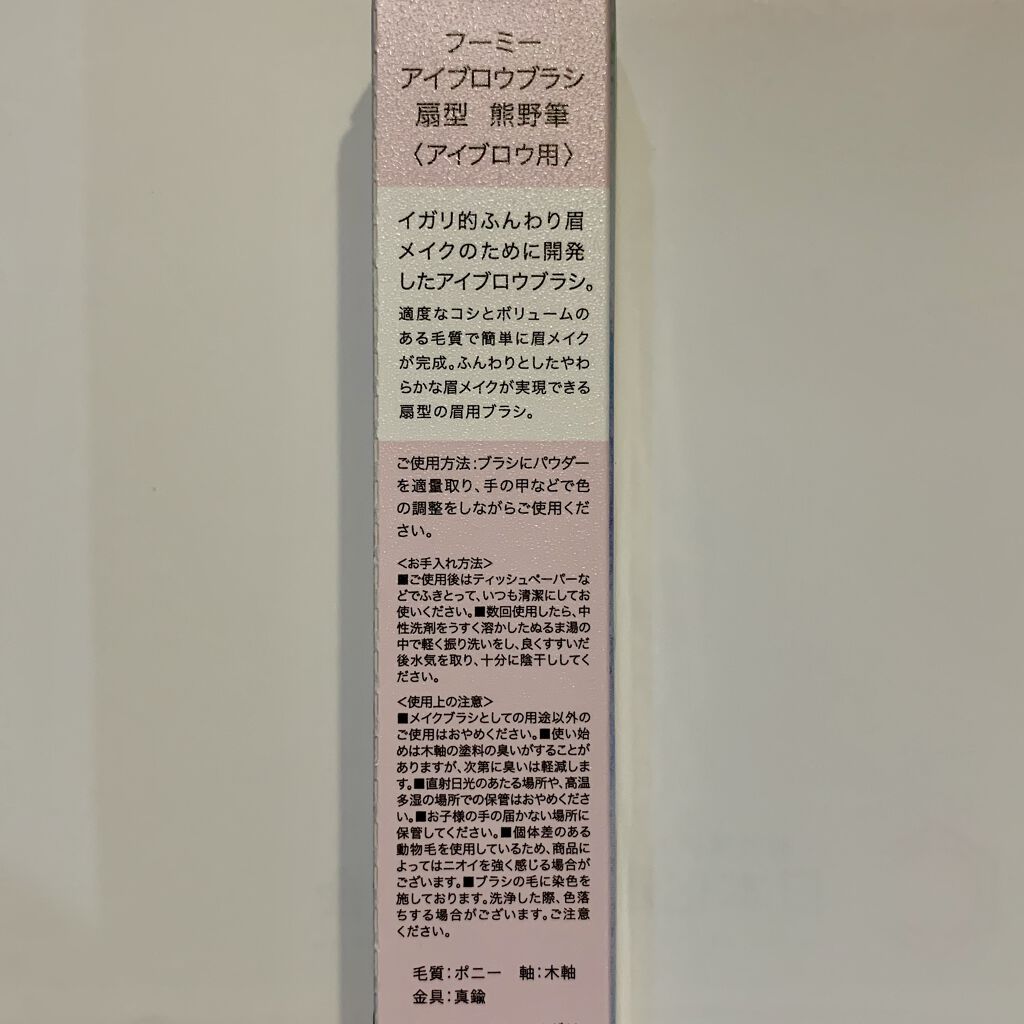 フーミー
アイブロウブラシ
扇型 熊野筆
〈アイブロウ用〉
イガリ的ふんわり眉
メイクのために開発
したアイブロウブラシ。
適度なコシとボリュームの
ある毛質で簡単に眉メイク
が完成。ふんわりとしたやわ
らかな眉メイクが実現できる
扇型の眉用ブラシ。
ご使用方法:ブラシにパウダー
を適量取り、手の甲などで色
の調整をしながらご使用くだ
さい。
<お手入れ方法>
■ご使用後はティッシュペーパーな
どでふきとって、いつも清潔にしてお
使いください。■数回使用したら、中
性洗剤をうすく溶かしたぬるま湯の
中で軽く振り洗いをし、良くすすいだ
後水気を取り、十分に陰干ししてく
ださい。
<使用上の注意>
■メイクブラシとしての用途以外の
ご使用はおやめください。■使い始
めは木軸の塗料の臭いがすることが
ありますが、次第に臭いは軽減しま
す。■直射日光のあたる場所や、高温
多湿の場所での保管はおやめくださ
い。■お子様の手の届かない場所に
保管してください。■個体差のある
動物毛を使用しているため、商品に
よってはニオイを強く感じる場合が
ございます。■ブラシの毛に染色を
施しております。洗浄した際、色落
ちする場合がございます。ご注意
ください。
毛質:ポニー 軸:木軸
金具:真鍮